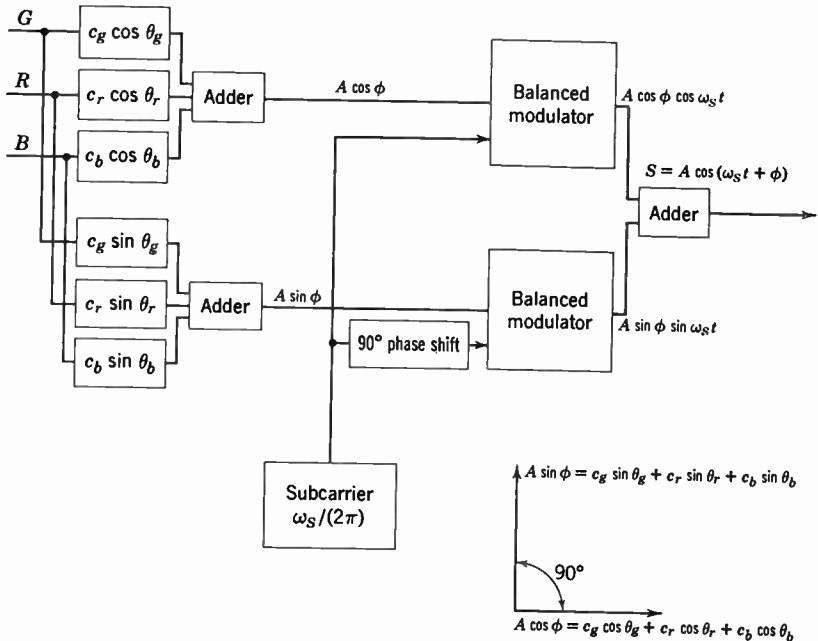 G
c_g cos θ_g
R
c_r cos θ_r
Adder
A cos ϕ
Balanced modulator
A cos ϕ cos ω_S t
B
c_b cos θ_b
S = A cos (ω_S t + ϕ)
Adder
c_g sin θ_g
c_r sin θ_r
Adder
A sin ϕ
Balanced modulator
A sin ϕ sin ω_S t
90° phase shift
c_b sin θ_b
Subcarrier
ω_S/(2π)
A sin ϕ = c_g sin θ_g + c_r sin θ_r + c_b sin θ_b
90°
A cos ϕ = c_g cos θ_g + c_r cos θ_r + c_b cos θ_b